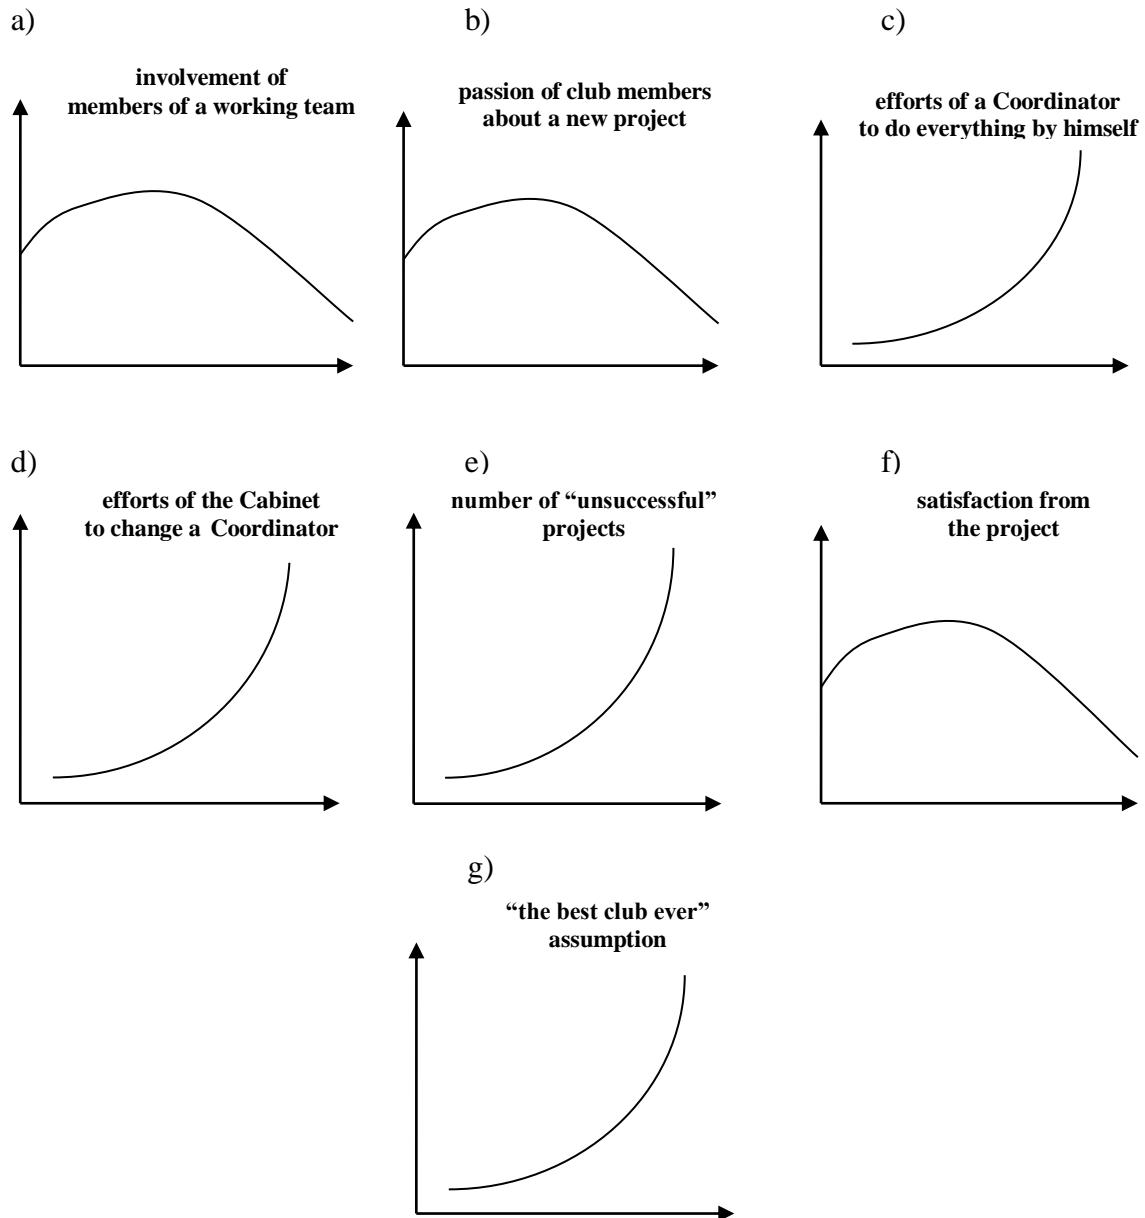 a)
b)
c)
involvement of
members of a working team
passion of club members
about a new project
efforts of a Coordinator
to do everything by himself
d)
e)
f)
efforts of the Cabinet
to change a Coordinator
number of “unsuccessful”
projects
satisfaction from
the project
g)
“the best club ever”
assumption